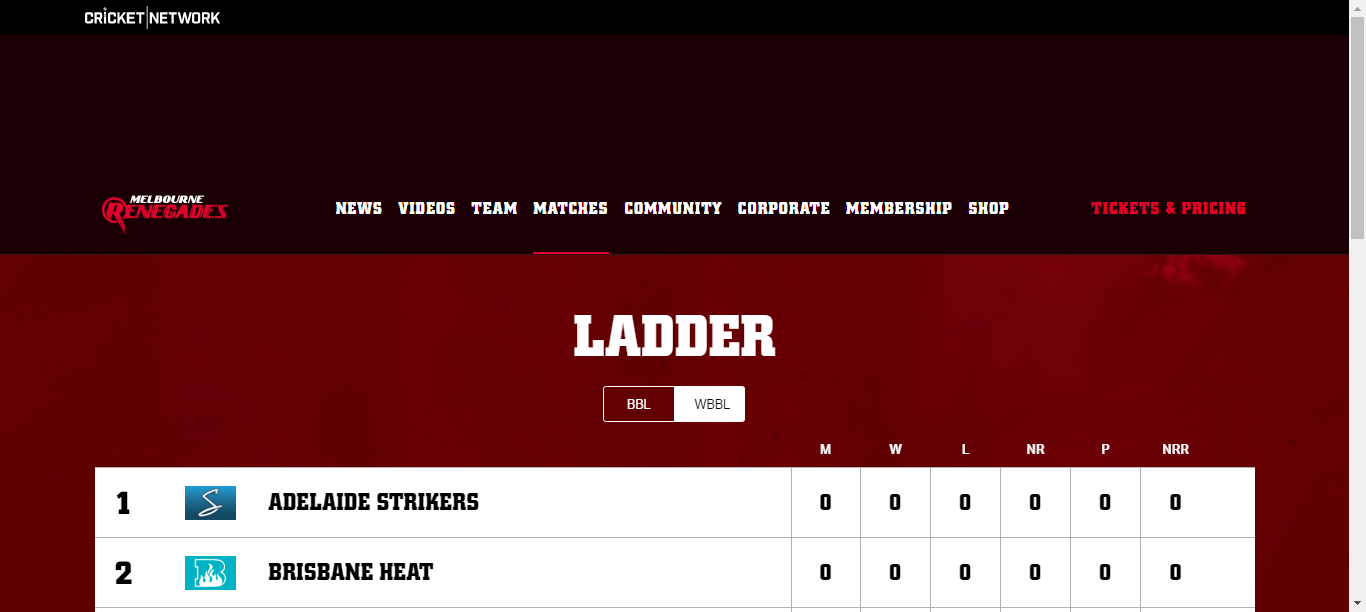 CRICKET NETWORK
MELBOURNE
RENEGADES
NEWS VIDEOS TEAM MATCHES COMMUNITY CORPORATE MEMBERSHIP SHOP TICKETS & PRICING
LADDER
BBL WBBL
M W L NR P NRR
1 S ADELAIDE STRIKERS 0 0 0 0 0 0
2 B BRISBANE HEAT 0 0 0 0 0 0